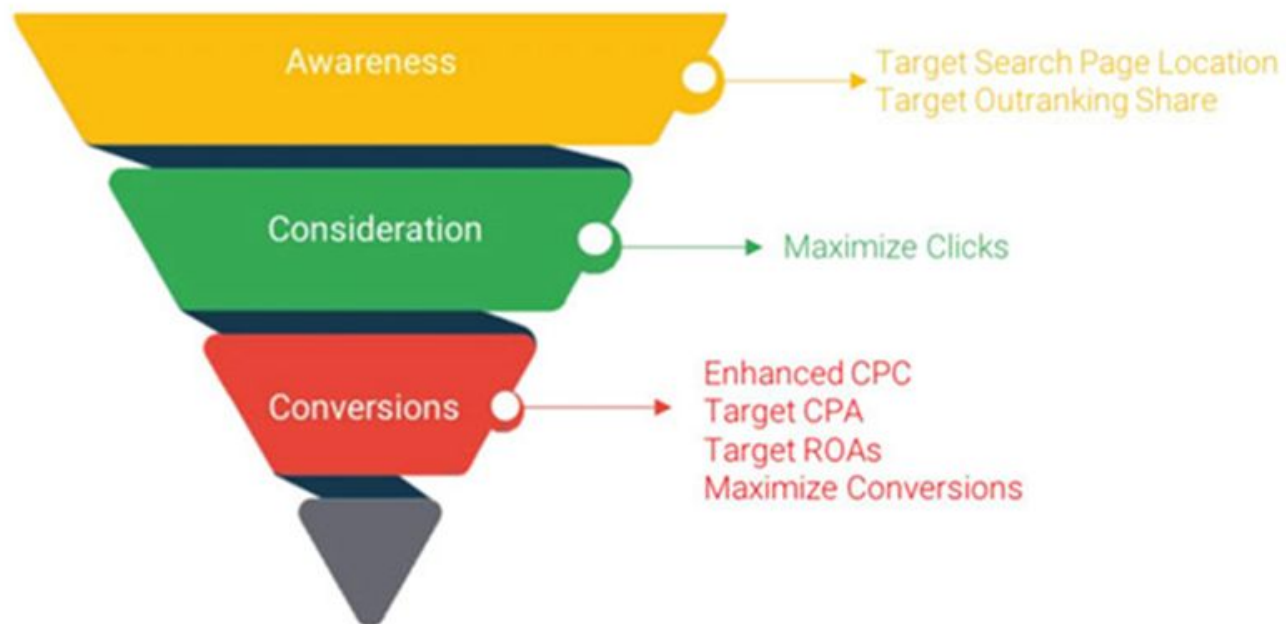 Awareness
Target Search Page Location
Target Outranking Share
Consideration
Maximize Clicks
Conversions
Enhanced CPC
Target CPA
Target ROAs
Maximize Conversions